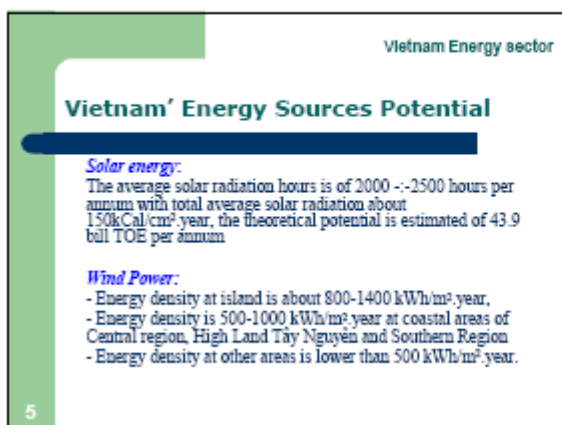 Vietnam Energy sector
Vietnam’ Energy Sources Potential
Solar energy:
The average solar radiation hours is of 2000 -:-2500 hours per
annum with total average solar radiation about
150kCal/cm².year, the theoretical potential is estimated of 43.9
bill TOE per annum
Wind Power:
- Energy density at island is about 800-1400 kWh/m².year,
- Energy density is 500-1000 kWh/m².year at coastal areas of
Central region, High Land Tây Nguyên and Southern Region
- Energy density at other areas is lower than 500 kWh/m².year.
5